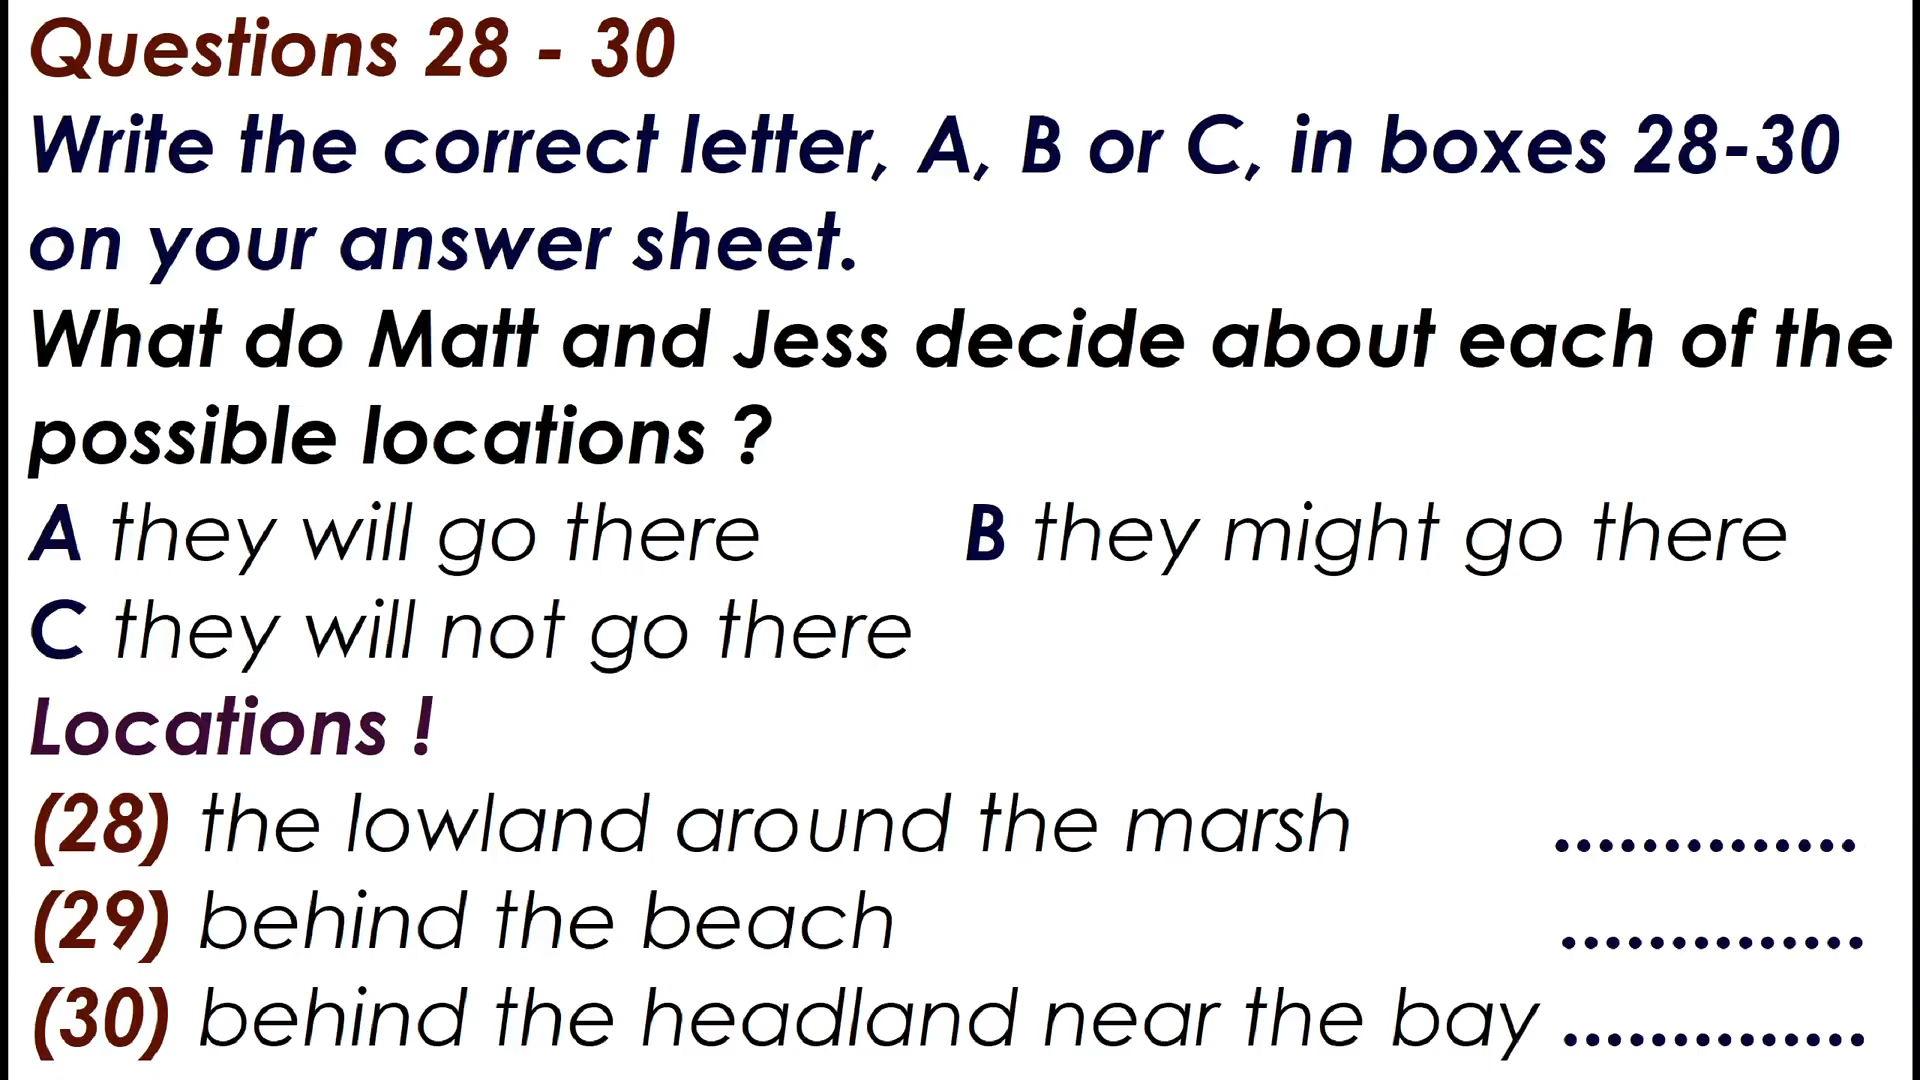 Questions 28 - 30
Write the correct letter, A, B or C, in boxes 28-30
on your answer sheet.
What do Matt and Jess decide about each of the
possible locations ?
A they will go there B they might go there
C they will not go there
Locations !
(28) the lowland around the marsh ..............
(29) behind the beach ..............
(30) behind the headland near the bay ..............